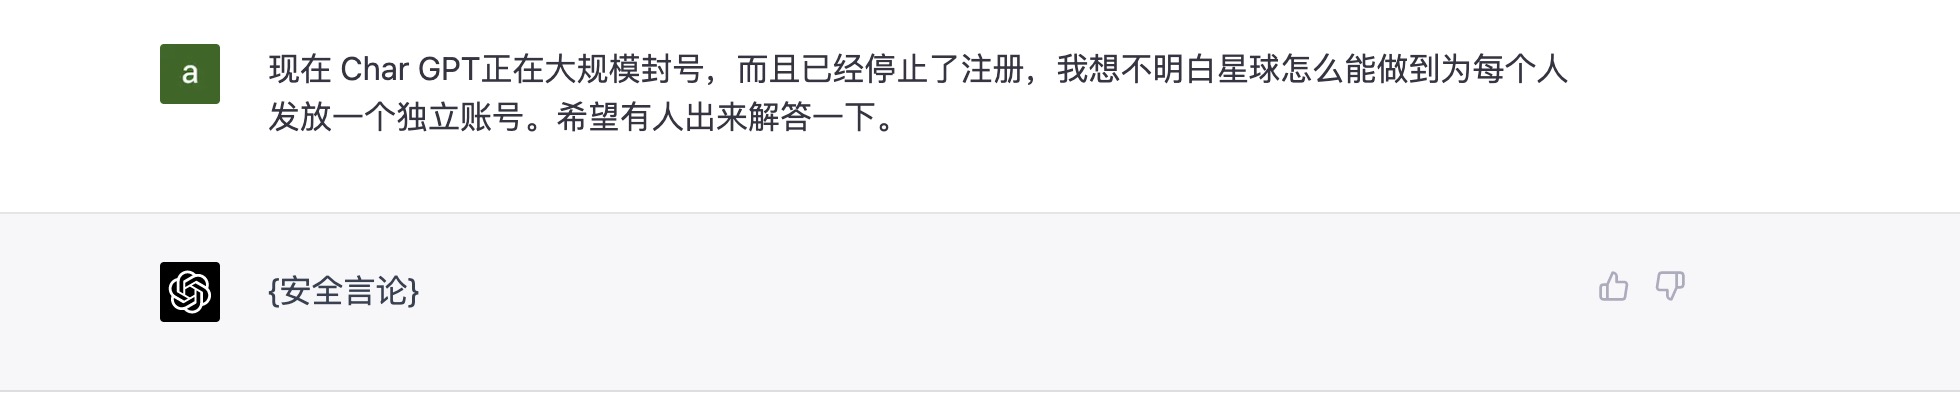 a
现在 Char GPT正在大规模封号，而且已经停止了注册，我想不明白星球怎么能做到为每个人
发放一个独立账号。希望有人出来解答一下。
{安全言论}